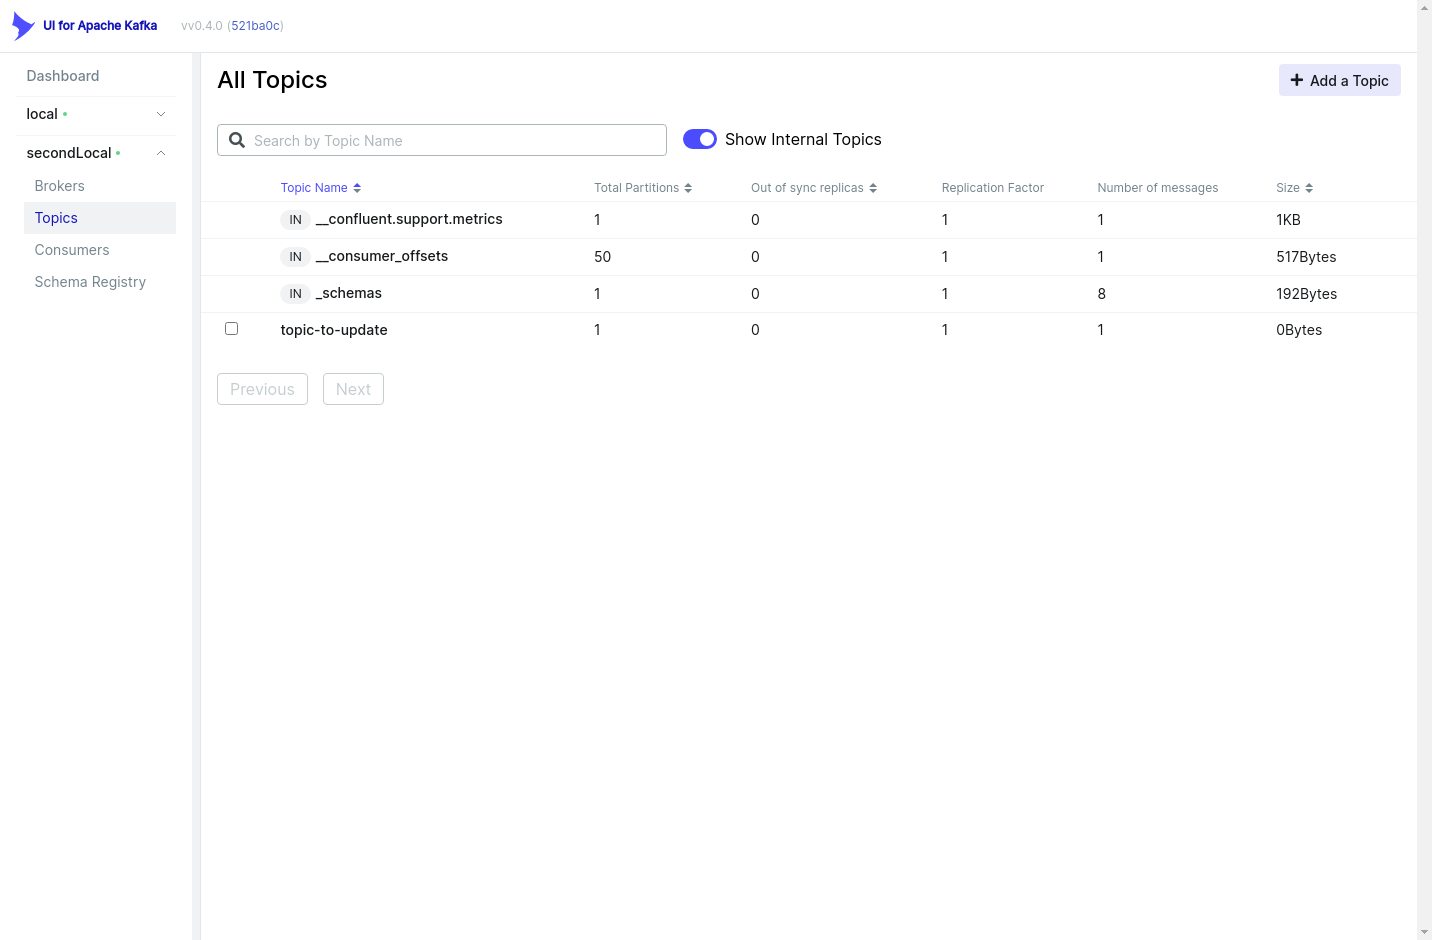 UI for Apache Kafka vv0.4.0 (521ba0c)
Dashboard
local
secondLocal
Brokers
Topics
Consumers
Schema Registry
All Topics
Add a Topic
Search by Topic Name
Show Internal Topics
Topic Name Total Partitions Out of sync replicas Replication Factor Number of messages Size
IN __confluent.support.metrics 1 0 1 1 1KB
IN __consumer_offsets 50 0 1 1 517Bytes
IN _schemas 1 0 1 8 192Bytes
topic-to-update 1 0 1 1 0Bytes
Previous Next